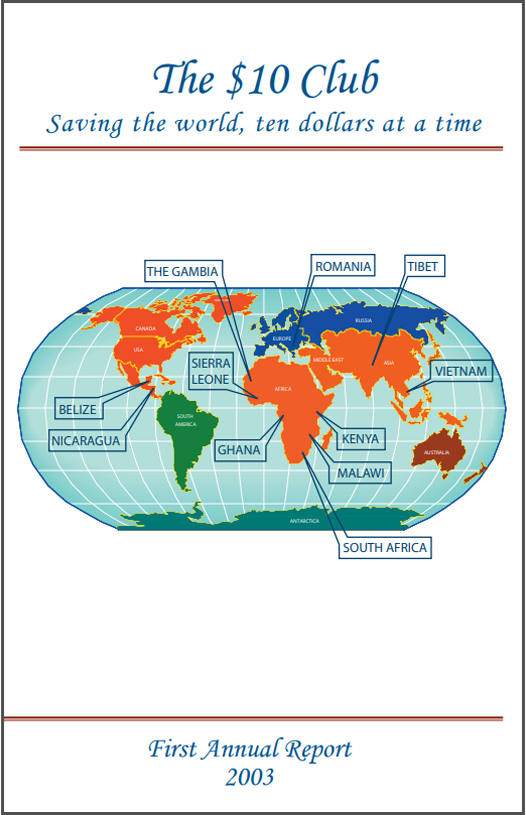 The $10 Club
Saving the world, ten dollars at a time
THE GAMBIA
ROMANIA
TIBET
CANADA
RUSSIA
USA
EUROPE
MIDDLE EAST
ASIA
SIERRA
LEONE
VIETNAM
AFRICA
BELIZE
SOUTH
AMERICA
NICARAGUA
GHANA
KENYA
AUSTRALIA
MALAWI
ANTARCTICA
SOUTH AFRICA
First Annual Report
2003